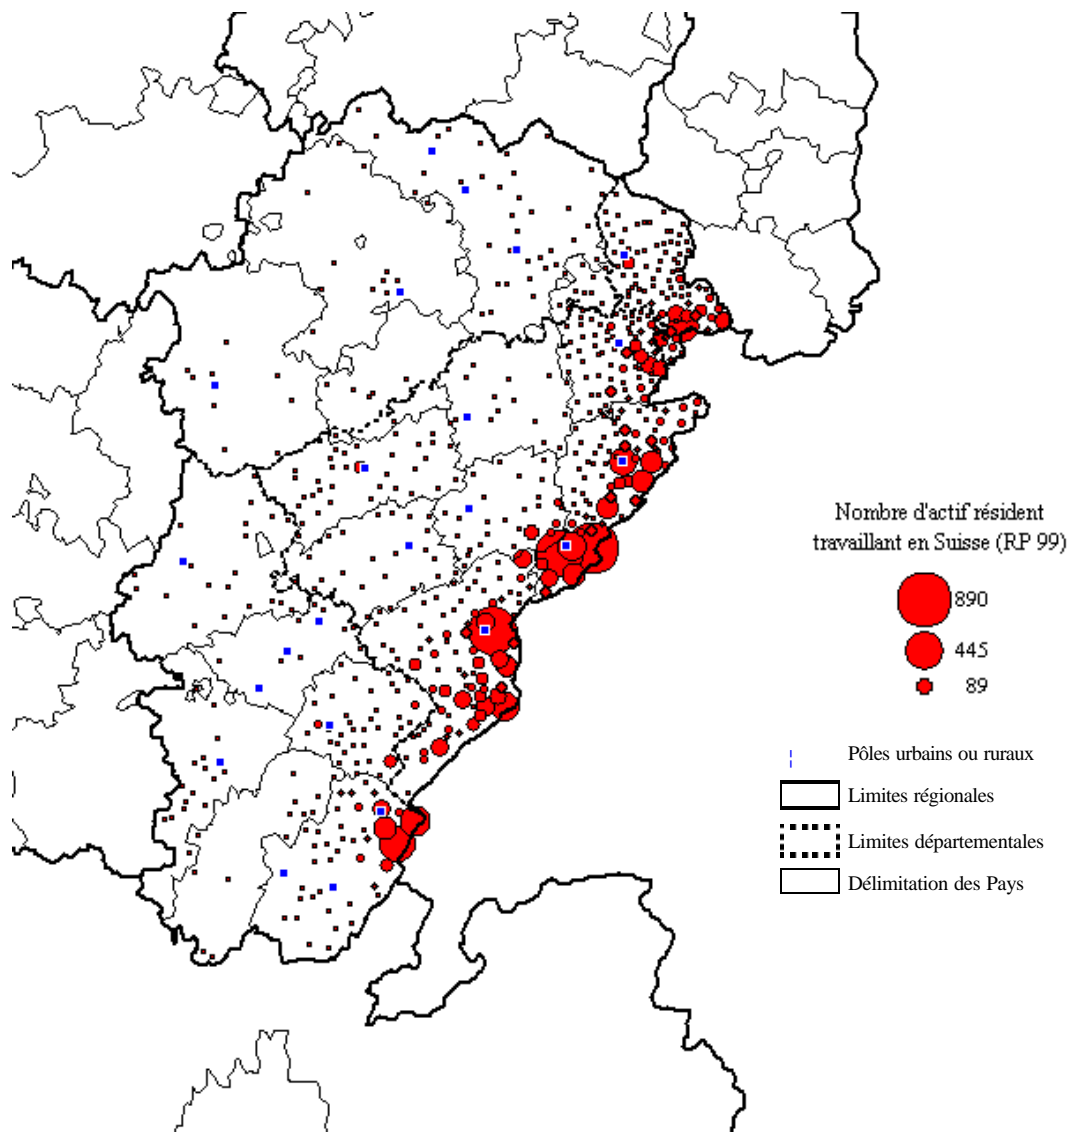 Nombre d'actif résident
travaillant en Suisse (RP 99)
890
445
89
Pôles urbains ou ruraux
Limites régionales
Limites départementales
Délimitation des Pays